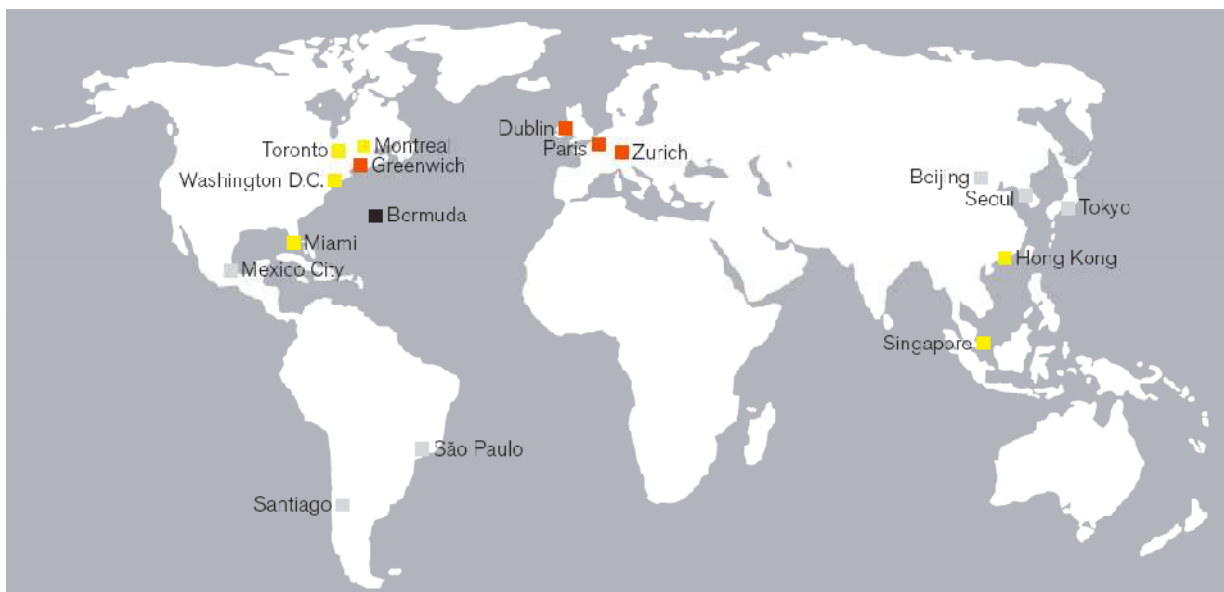 Dublin
Montreal
Toronto
Paris
Zurich
Greenwich
Washington D.C.
Beijing
Seoul
Tokyo
Bermuda
Miami
Hong Kong
Mexico City
Singapore
São Paulo
Santiago